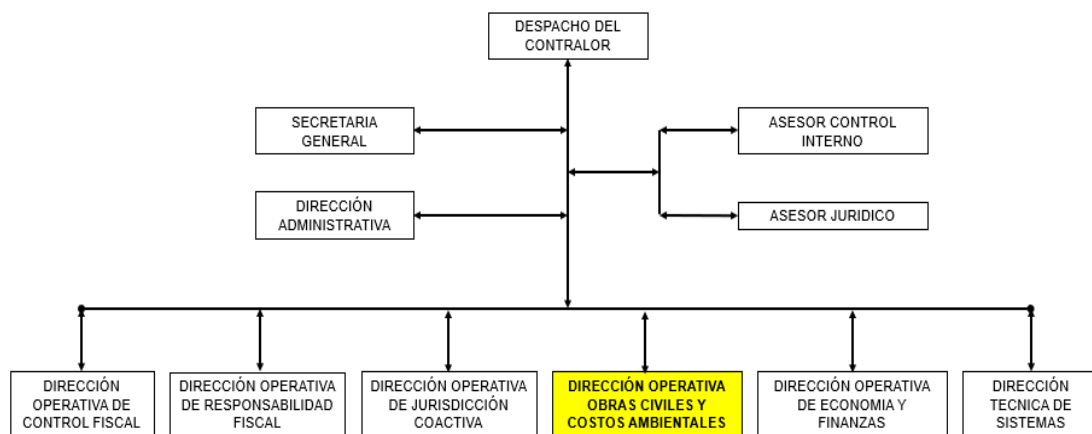 DESPACHO DEL
CONTRALOR
SECRETARIA
GENERAL
ASESOR CONTROL
INTERNO
DIRECCIÓN
ADMINISTRATIVA
ASESOR JURIDICO
DIRECCIÓN
OPERATIVA DE
CONTROL FISCAL
DIRECCIÓN OPERATIVA
DE RESPONSABILIDAD
FISCAL
DIRECCIÓN OPERATIVA
DE JURISDICCIÓN
COACTIVA
DIRECCIÓN OPERATIVA
OBRAS CIVILES Y
COSTOS AMBIENTALES
DIRECCIÓN OPERATIVA
DE ECONOMIA Y
FINANZAS
DIRECCIÓN
TECNICA DE
SISTEMAS